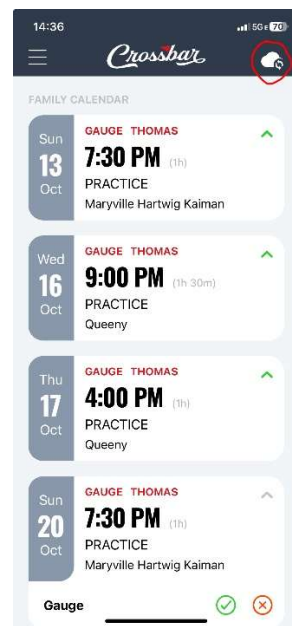 14:36
5GE 70
Crossbar
FAMILY CALENDAR
Sun
13
Oct
GAUGE THOMAS
7:30 PM (1h)
PRACTICE
Maryville Hartwig Kaiman
Wed
16
Oct
GAUGE THOMAS
9:00 PM (1h 30m)
PRACTICE
Queeny
Thu
17
Oct
GAUGE THOMAS
4:00 PM (1h)
PRACTICE
Queeny
Sun
20
Oct
GAUGE THOMAS
7:30 PM (1h)
PRACTICE
Maryville Hartwig Kaiman
Gauge